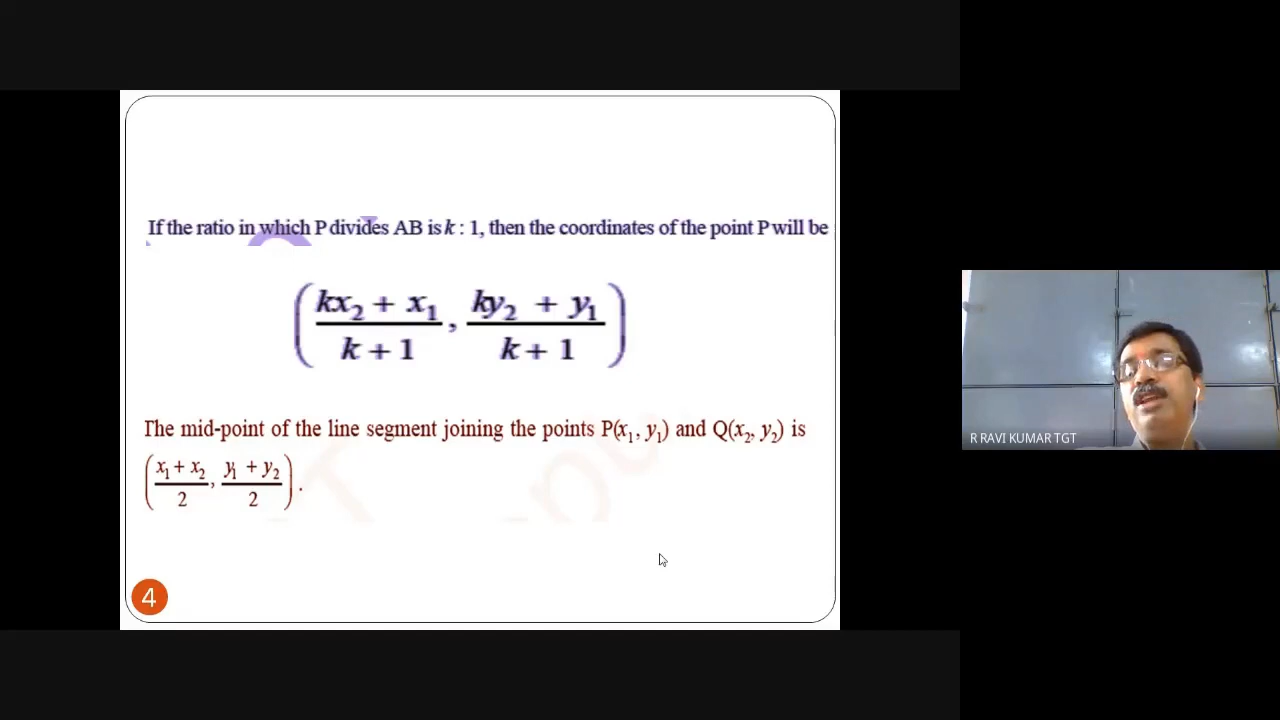 If the ratio in which P divides AB is k : 1, then the coordinates of the point P will be
(kx₂ + x₁ / k + 1, ky₂ + y₁ / k + 1)
The mid-point of the line segment joining the points P(x₁, y₁) and Q(x₂, y₂) is
(x₁ + x₂ / 2, y₁ + y₂ / 2).
4
R RAVI KUMAR TGT